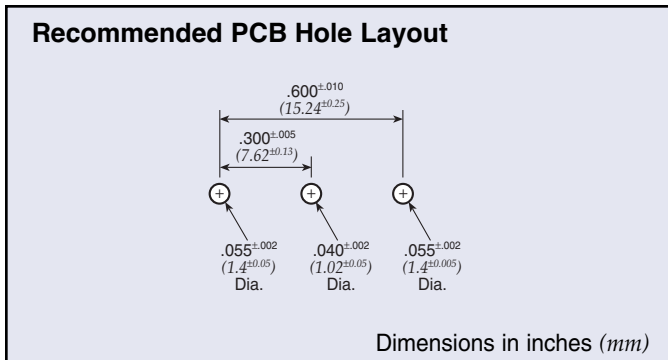 Recommended PCB Hole Layout
.600±.010
(15.24±0.25)
.300±.005
(7.62±0.13)
.055±.002
(1.4±0.05)
Dia.
.040±.002
(1.02±0.05)
Dia.
.055±.002
(1.4±0.005)
Dia.
Dimensions in inches (mm)